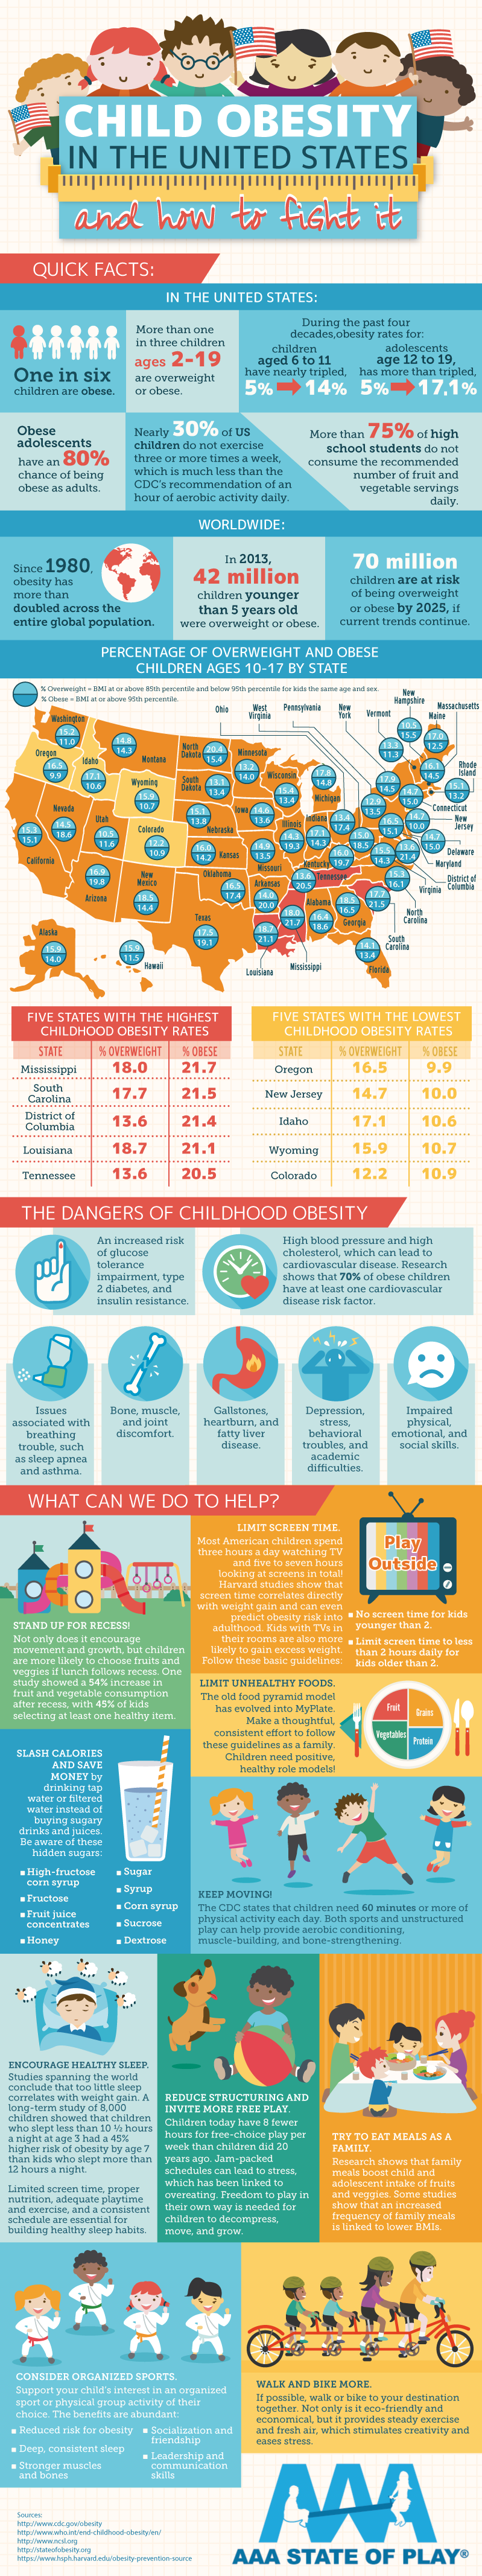 CHILD OBESITY
IN THE UNITED STATES
and how to fight it
QUICK FACTS:
IN THE UNITED STATES:
One in six
children are obese.
More than one
in three children
ages 2-19
are overweight
or obese.
During the past four
decades,obesity rates for:
children
aged 6 to 11
have nearly tripled,
5% 14%
adolescents
age 12 to 19,
has more than tripled,
5% 17,1%
Obese
adolescents
have an 80%
chance of being
obese as adults.
Nearly 30% of US
children do not exercise
three or more times a week,
which is much less than the
CDC's recommendation of an
hour of aerobic activity daily.
More than 75% of high
school students do not
consume the recommended
number of fruit and
vegetable servings
daily.
WORLDWIDE:
Since 1980,
obesity has
more than
doubled across the
entire global population.
In 2013,
42 million
children younger
than 5 years old
were overweight or obese.
70 million
children are at risk
of being overweight
or obese by 2025, if
current trends continue.
PERCENTAGE OF OVERWEIGHT AND OBESE
CHILDREN AGES 10-17 BY STATE
% Overweight = BMI at or above 85th percentile and below 95th percentile for kids the same age and sex.
% Obese = BMI at or above 95th percentile.
Washington
15.2
11.0
Oregon
16.5
9.9
Idaho
17.1
10.6
Montana
14.8
14.3
Wyoming
15.9
10.7
Nevada
14.5
18.6
Utah
10.5
11.6
Colorado
12.2
10.9
California
15.3
15.1
Arizona
16.9
19.8
New
Mexico
18.5
14.4
North
Dakota
20.4
15.4
South
Dakota
13.1
13.4
Nebraska
15.1
13.8
Kansas
16.0
14.2
Oklahoma
16.5
17.4
Texas
17.5
19.1
Minnesota
13.2
14.0
Iowa
14.6
13.6
Missouri
14.9
13.5
Arkansas
14.0
20.0
Louisiana
18.7
21.1
Wisconsin
15.4
13.4
Illinois
14.3
19.3
Michigan
17.8
14.8
Indiana
17.1
14.3
Kentucky
16.0
19.7
Tennessee
13.6
20.5
Mississippi
18.0
21.7
Alabama
16.4
18.6
Georgia
18.5
16.5
Florida
14.1
13.4
Ohio
13.4
17.4
West
Virginia
15.0
18.5
Pennsylvania
12.9
13.5
New
York
17.9
14.5
Vermont
13.3
11.3
New
Hampshire
10.5
15.5
Maine
17.0
12.5
Massachusetts
16.1
14.5
Rhode
Island
15.1
13.2
Connecticut
14.7
15.0
New
Jersey
14.7
10.0
Delaware
Maryland
16.5
15.1
District of
Columbia
13.6
21.4
Virginia
15.5
14.3
North
Carolina
15.3
16.1
South
Carolina
17.7
21.5
Alaska
15.9
14.0
Hawaii
15.9
11.5
FIVE STATES WITH THE HIGHEST
CHILDHOOD OBESITY RATES
STATE % OVERWEIGHT % OBESE
Mississippi 18.0 21.7
South
Carolina 17.7 21.5
District of
Columbia 13.6 21.4
Louisiana 18.7 21.1
Tennessee 13.6 20.5
FIVE STATES WITH THE LOWEST
CHILDHOOD OBESITY RATES
STATE % OVERWEIGHT % OBESE
Oregon 16.5 9.9
New Jersey 14.7 10.0
Idaho 17.1 10.6
Wyoming 15.9 10.7
Colorado 12.2 10.9
THE DANGERS OF CHILDHOOD OBESITY
An increased risk
of glucose
tolerance
impairment, type
2 diabetes, and
insulin resistance.
High blood pressure and high
cholesterol, which can lead to
cardiovascular disease. Research
shows that 70% of obese children
have at least one cardiovascular
disease risk factor.
Issues
associated with
breathing
trouble, such
as sleep apnea
and asthma.
Bone, muscle,
and joint
discomfort.
Gallstones,
heartburn, and
fatty liver
disease.
Depression,
stress,
behavioral
troubles, and
academic
difficulties.
Impaired
physical,
emotional, and
social skills.
WHAT CAN WE DO TO HELP?
STAND UP FOR RECESS!
Not only does it encourage
movement and growth, but children
are more likely to choose fruits and
veggies if lunch follows recess. One
study showed a 54% increase in
fruit and vegetable consumption
after recess, with 45% of kids
selecting at least one healthy item.
LIMIT SCREEN TIME.
Most American children spend
three hours a day watching TV
and five to seven hours
looking at screens in total!
Harvard studies show that
screen time correlates directly
with weight gain and can even
predict obesity risk into
adulthood. Kids with TVs in
their rooms are also more
likely to gain excess weight.
Follow these basic guidelines:
Play
Outside
No screen time for kids
younger than 2.
Limit screen time to less
than 2 hours daily for
kids older than 2.
LIMIT UNHEALTHY FOODS.
The old food pyramid model
has evolved into MyPlate.
Make a thoughtful,
consistent effort to follow
these guidelines as a family.
Children need positive,
healthy role models!
Fruit
Grains
Vegetables
Protein
SLASH CALORIES
AND SAVE
MONEY by
drinking tap
water or filtered
water instead of
buying sugary
drinks and juices.
Be aware of these
hidden sugars:
High-fructose
corn syrup
Fructose
Fruit juice
concentrates
Honey
Sugar
Syrup
Corn syrup
Sucrose
Dextrose
KEEP MOVING!
The CDC states that children need 60 minutes or more of
physical activity each day. Both sports and unstructured
play can help provide aerobic conditioning,
muscle-building, and bone-strengthening.
ENCOURAGE HEALTHY SLEEP.
Studies spanning the world
conclude that too little sleep
correlates with weight gain. A
long-term study of 8,000
children showed that children
who slept less than 10 ½ hours
a night at age 3 had a 45%
higher risk of obesity by age 7
than kids who slept more than
12 hours a night.
Limited screen time, proper
nutrition, adequate playtime
and exercise, and a consistent
schedule are essential for
building healthy sleep habits.
REDUCE STRUCTURING AND
INVITE MORE FREE PLAY.
Children today have 8 fewer
hours for free-choice play per
week than children did 20
years ago. Jam-packed
schedules can lead to stress,
which has been linked to
overeating. Freedom to play in
their own way is needed for
children to decompress,
move, and grow.
TRY TO EAT MEALS AS A
FAMILY.
Research shows that family
meals boost child and
adolescent intake of fruits
and veggies. Some studies
show that an increased
frequency of family meals
is linked to lower BMIs.
CONSIDER ORGANIZED SPORTS.
Support your child's interest in an organized
sport or physical group activity of their
choice. The benefits are abundant:
Reduced risk for obesity
Deep, consistent sleep
Stronger muscles
and bones
Socialization and
friendship
Leadership and
communication
skills
WALK AND BIKE MORE.
If possible, walk or bike to your destination
together. Not only is it eco-friendly and
economical, but it provides steady exercise
and fresh air, which stimulates creativity and
eases stress.
Sources:
http://www.cdc.gov/obesity
http://www.who.int/end-childhood-obesity/en/
http://www.ncsl.org
http://stateofobesity.org
https://www.hsph.harvard.edu/obesity-prevention-source
AAA
AAA STATE OF PLAY®